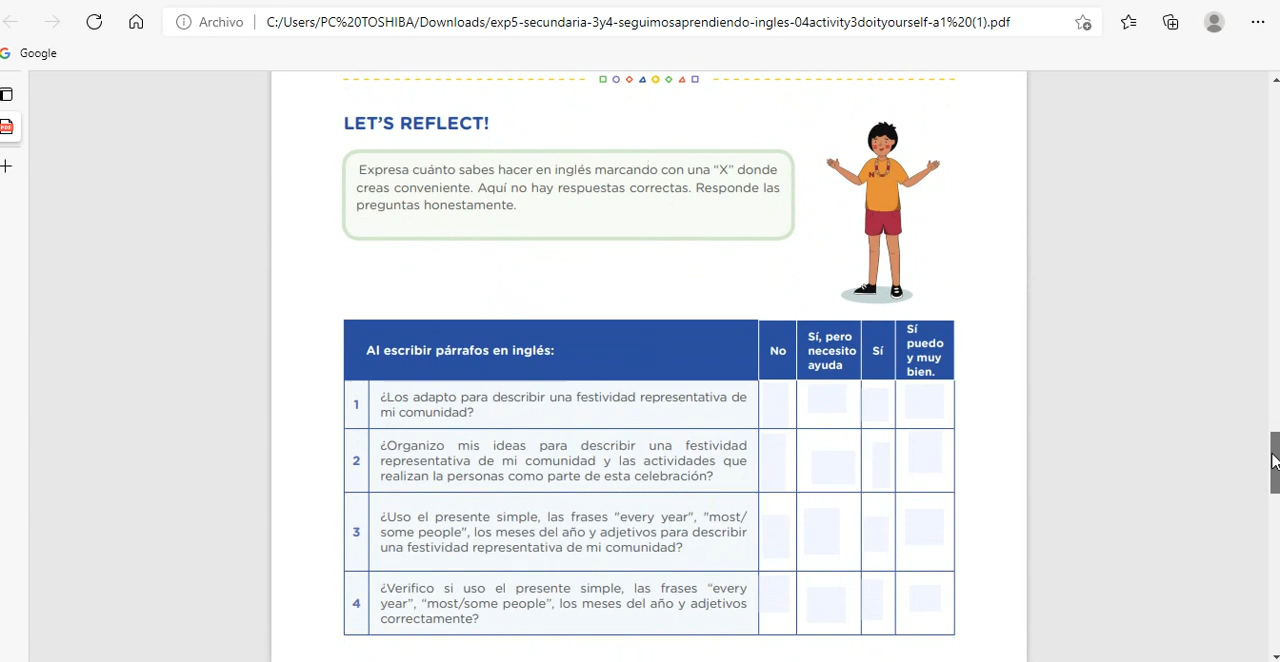 Archivo
C:/Users/PC%20TOSHIBA/Downloads/exp5-secundaria-3y4-seguimosaprendiendo-ingles-04activity3doityourself-a1%20(1).pdf
Google
PDF
LET'S REFLECT!
Expresa cuánto sabes hacer en inglés marcando con una “X” donde
creas conveniente. Aquí no hay respuestas correctas. Responde las
preguntas honestamente.
N
Al escribir párrafos en inglés:
No
Sí, pero
necesito
ayuda
Sí
Sí
puedo
y muy
bien.
1
¿Los adapto para describir una festividad representativa de
mi comunidad?
2
¿Organizo mis ideas para describir una festividad
representativa de mi comunidad y las actividades que
realizan la personas como parte de esta celebración?
3
¿Uso el presente simple, las frases "every year", "most/
some people", los meses del año y adjetivos para describir
una festividad representativa de mi comunidad?
4
¿Verifico si uso el presente simple, las frases “every
year”, “most/some people”, los meses del año y adjetivos
correctamente?